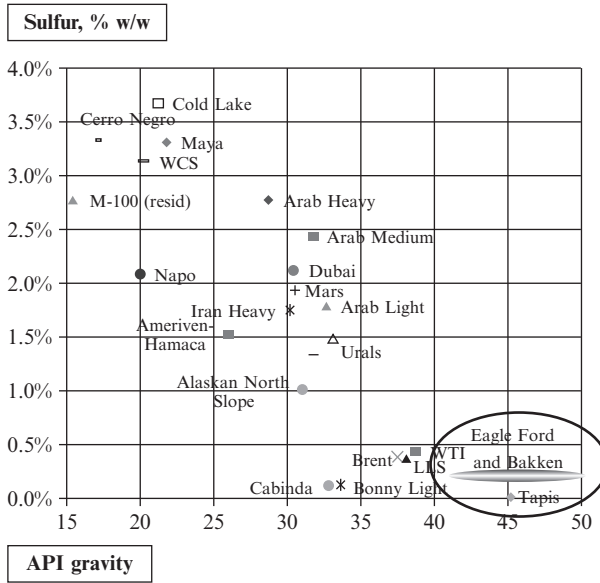 Sulfur, % w/w
4.0%
3.5%
3.0%
2.5%
2.0%
1.5%
1.0%
0.5%
0.0%
Cold Lake
Cerro Negro
Maya
WCS
M-100 (resid)
Arab Heavy
Arab Medium
Napo
Dubai
Mars
Iran Heavy
Arab Light
Ameriven-
Hamaca
Urals
Alaskan North
Slope
Eagle Ford
and Bakken
Brent
WTI
LLS
Cabinda
Bonny Light
Tapis
15 20 25 30 35 40 45 50
API gravity